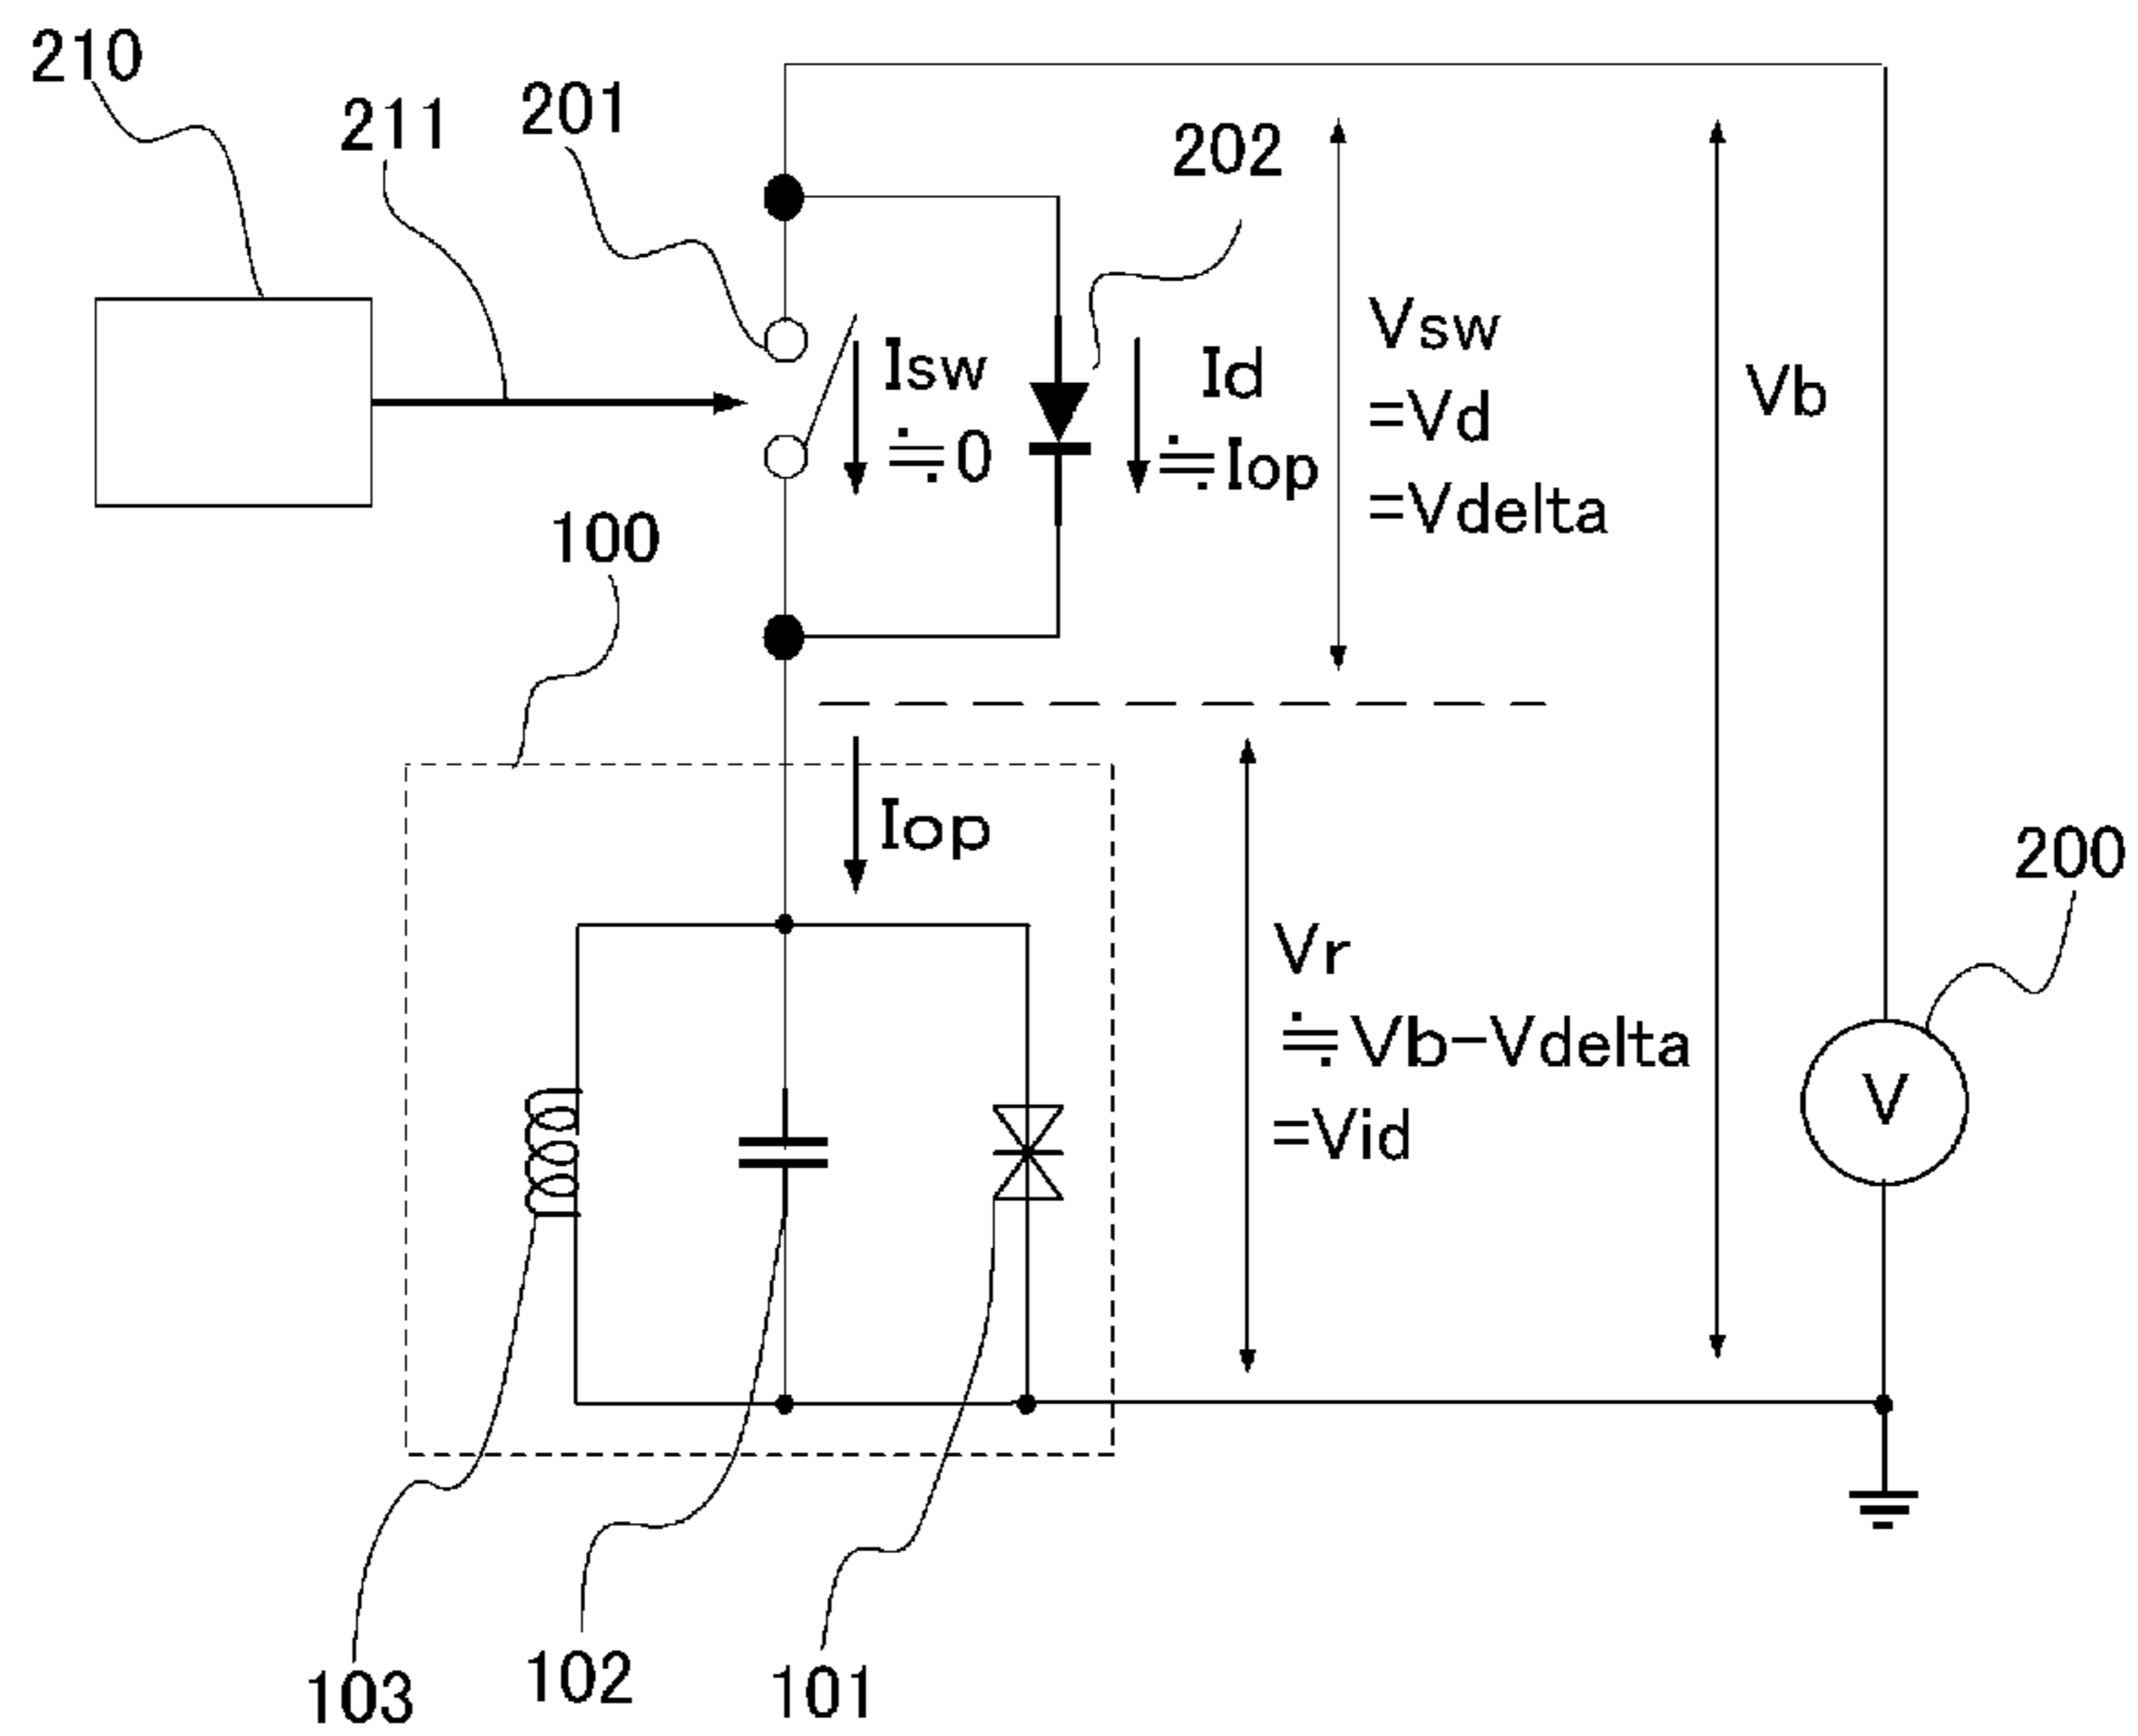 210
211
201
202
Isw
≒0
Id
≒Iop
Vsw
=Vd
=Vdelta
Vb
100
Iop
200
Vr
≒Vb-Vdelta
=Vid
V
103
102
101